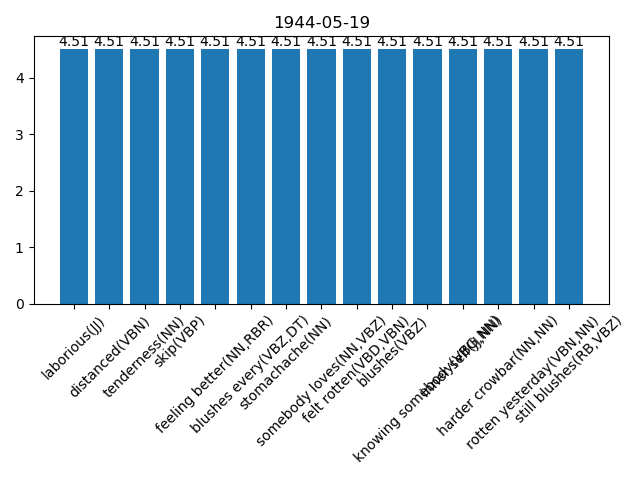 1944-05-19
4.51 4.51 4.51 4.51 4.51 4.51 4.51 4.51 4.51 4.51 4.51 4.51 4.51 4.51 4.51
4
3
2
1
0
laborious(JJ)
distanced(VBN)
tenderness(NN)
skip(VBP)
feeling better(NN,RBR)
blushes every(VBZ,DT)
stomachache(NN)
somebody loves(NN,VBZ)
felt rotten(VBD,VBN)
blushes(VBZ)
knowing somebody(VBG,NN)
harder crowbar(NN,NN)
rotten yesterday(VBN,NN)
still blushes(RB,VBZ)